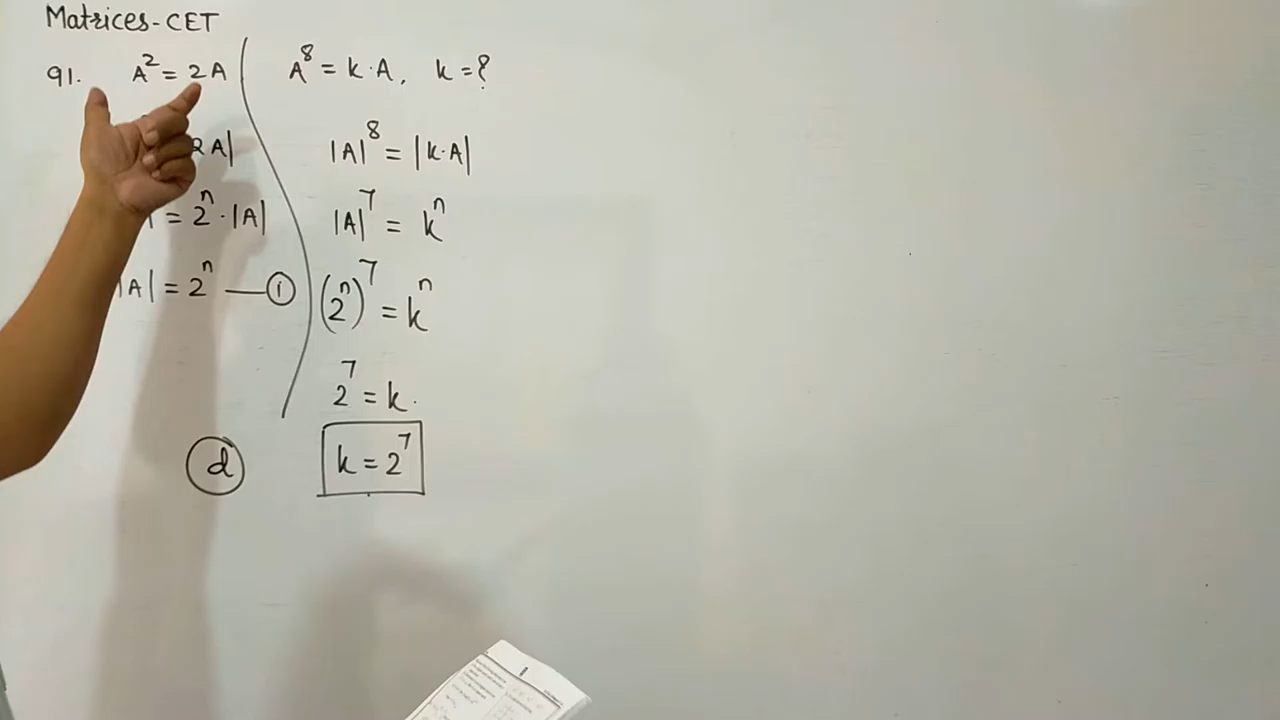 Matrices-CET
91. A² = 2A
2A|
| = 2ⁿ·|A|
|A| = 2ⁿ —— ①
A⁸ = k·A, k = ?
|A|⁸ = |k·A|
|A|⁷ = kⁿ
(2ⁿ)⁷ = kⁿ
2⁷ = k.
k = 2⁷
d